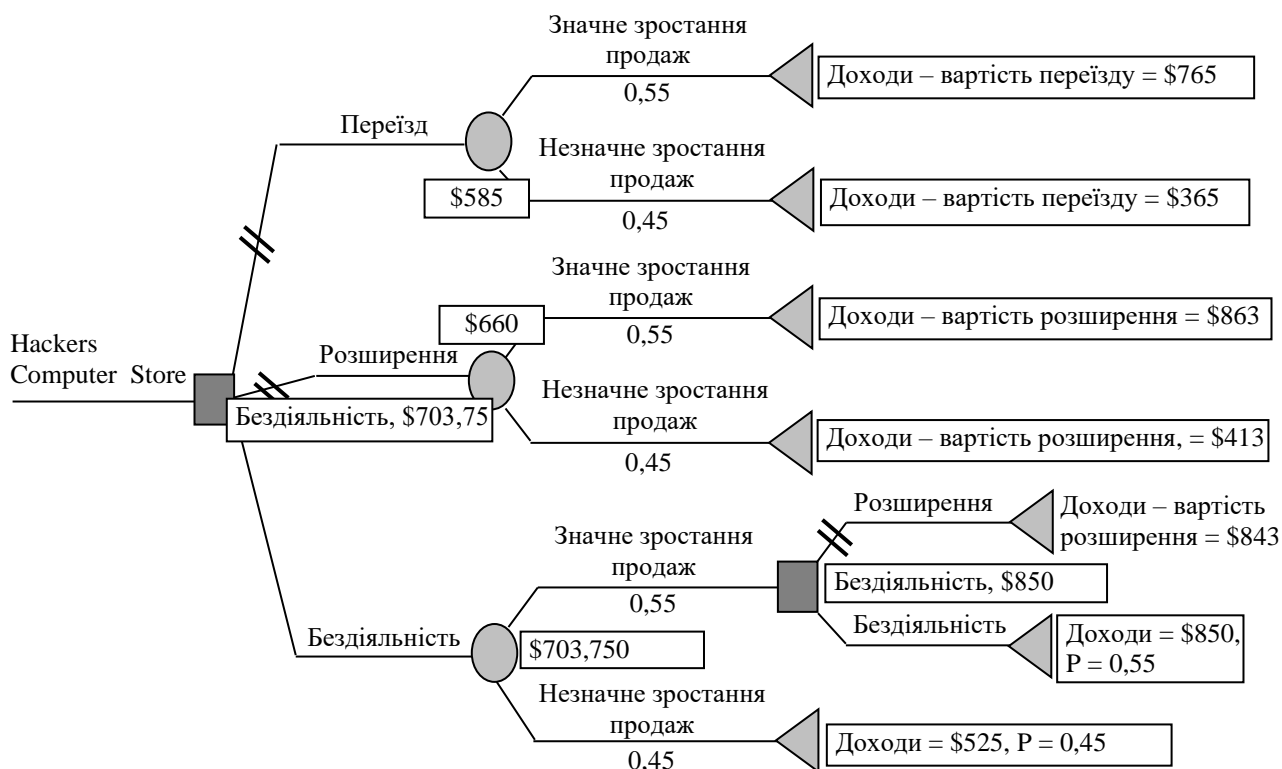 Значне зростання
продаж
0,55
Доходи – вартість переїзду = $765
Переїзд
Незначне зростання
продаж
$585
0,45
Доходи – вартість переїзду = $365
Значне зростання
продаж
$660
0,55
Доходи – вартість розширення = $863
Hackers
Computer Store
Розширення
Бездіяльність, $703,75
Незначне зростання
продаж
0,45
Доходи – вартість розширення, = $413
Розширення
Доходи – вартість
розширення = $843
Значне зростання
продаж
0,55
Бездіяльність, $850
Бездіяльність
Доходи = $850,
P = 0,55
Бездіяльність
$703,750
Незначне зростання
продаж
0,45
Доходи = $525, P = 0,45